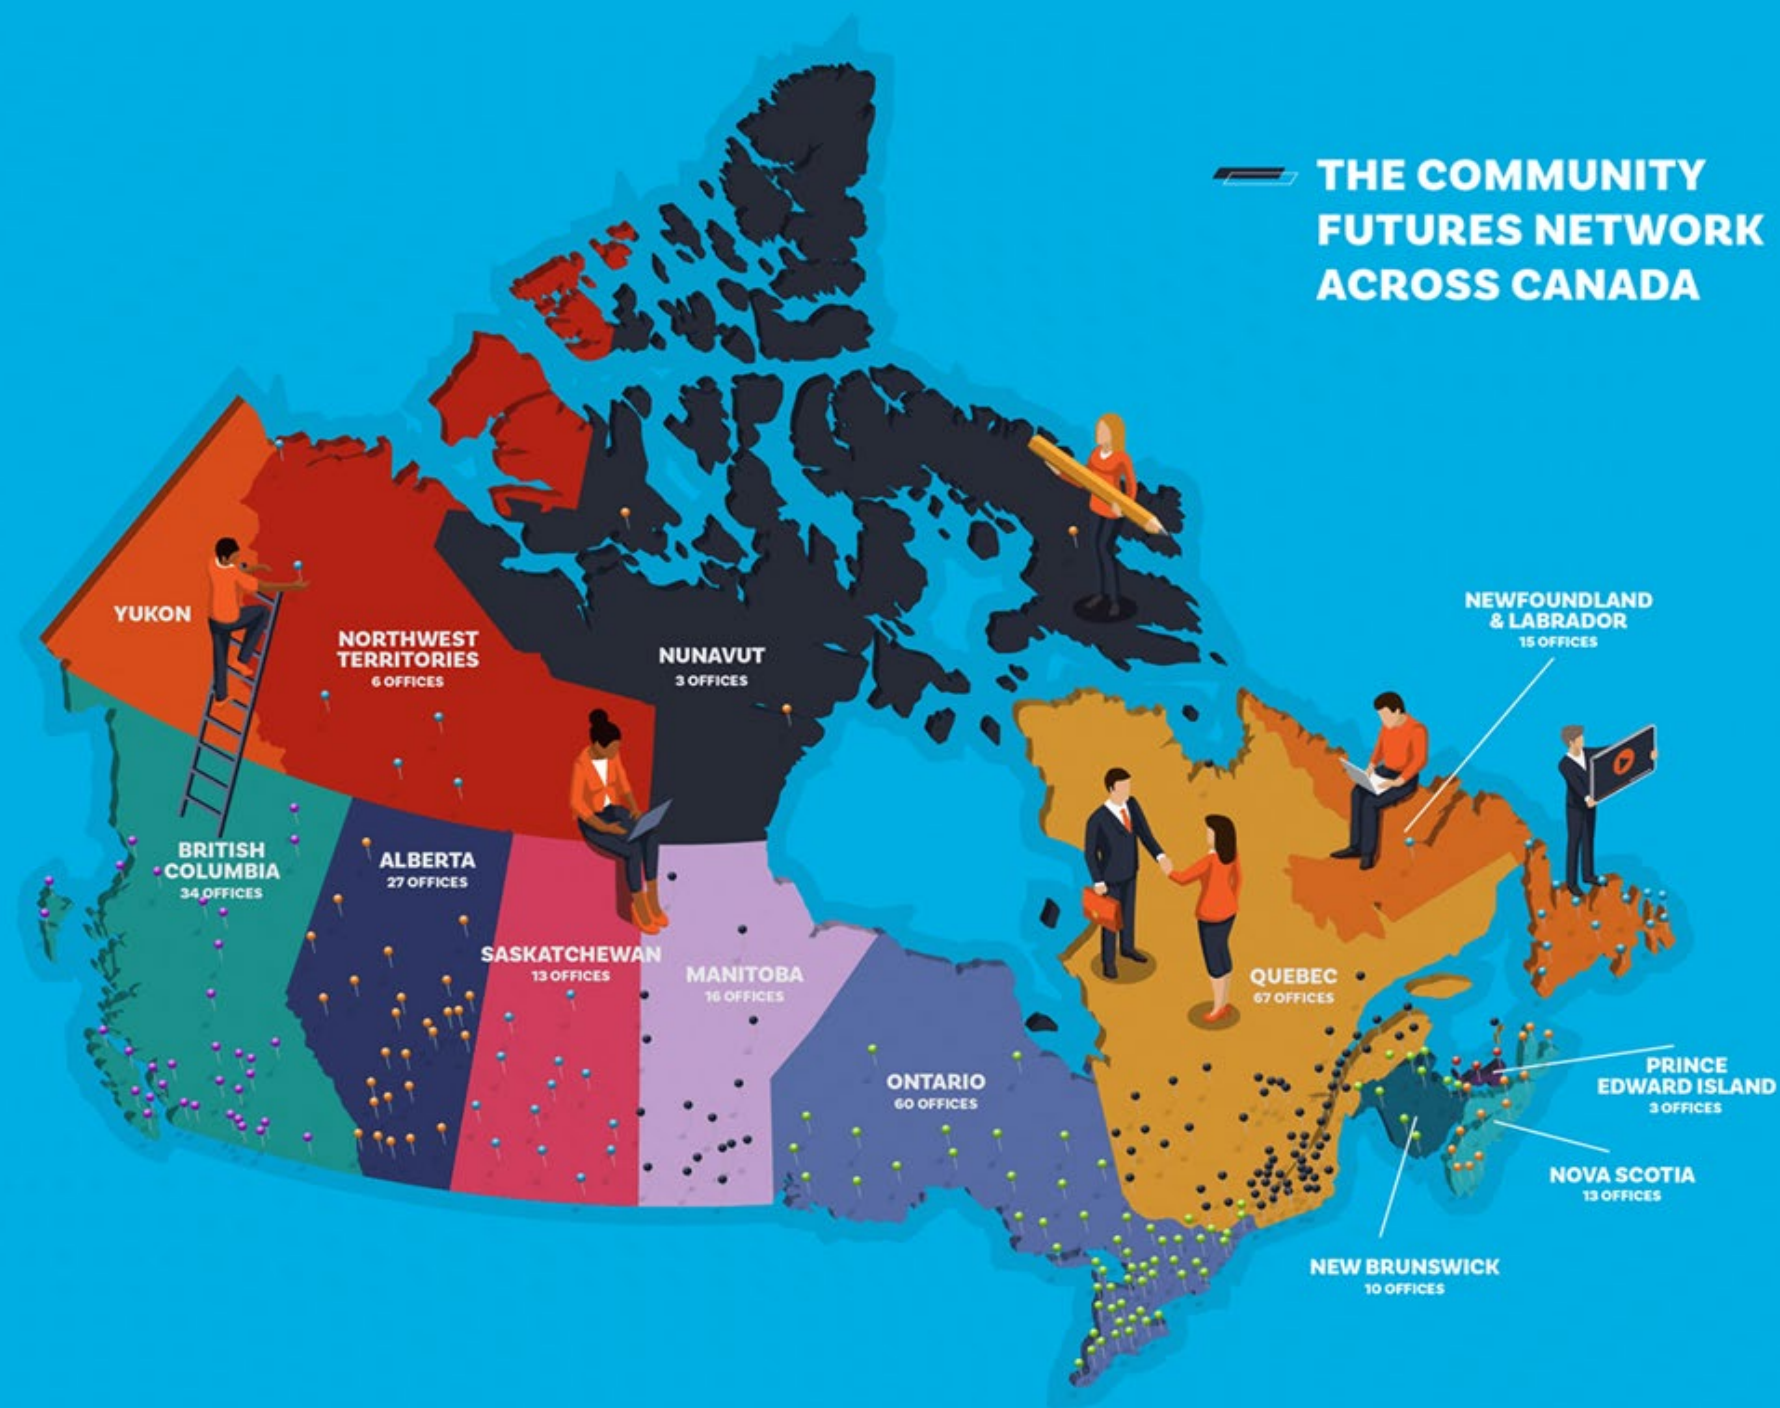 THE COMMUNITY
FUTURES NETWORK
ACROSS CANADA
YUKON
NORTHWEST
TERRITORIES
6 OFFICES
NUNAVUT
3 OFFICES
NEWFOUNDLAND
& LABRADOR
15 OFFICES
BRITISH
COLUMBIA
34 OFFICES
ALBERTA
27 OFFICES
SASKATCHEWAN
13 OFFICES
MANITOBA
16 OFFICES
ONTARIO
60 OFFICES
QUEBEC
67 OFFICES
PRINCE
EDWARD ISLAND
3 OFFICES
NOVA SCOTIA
13 OFFICES
NEW BRUNSWICK
10 OFFICES